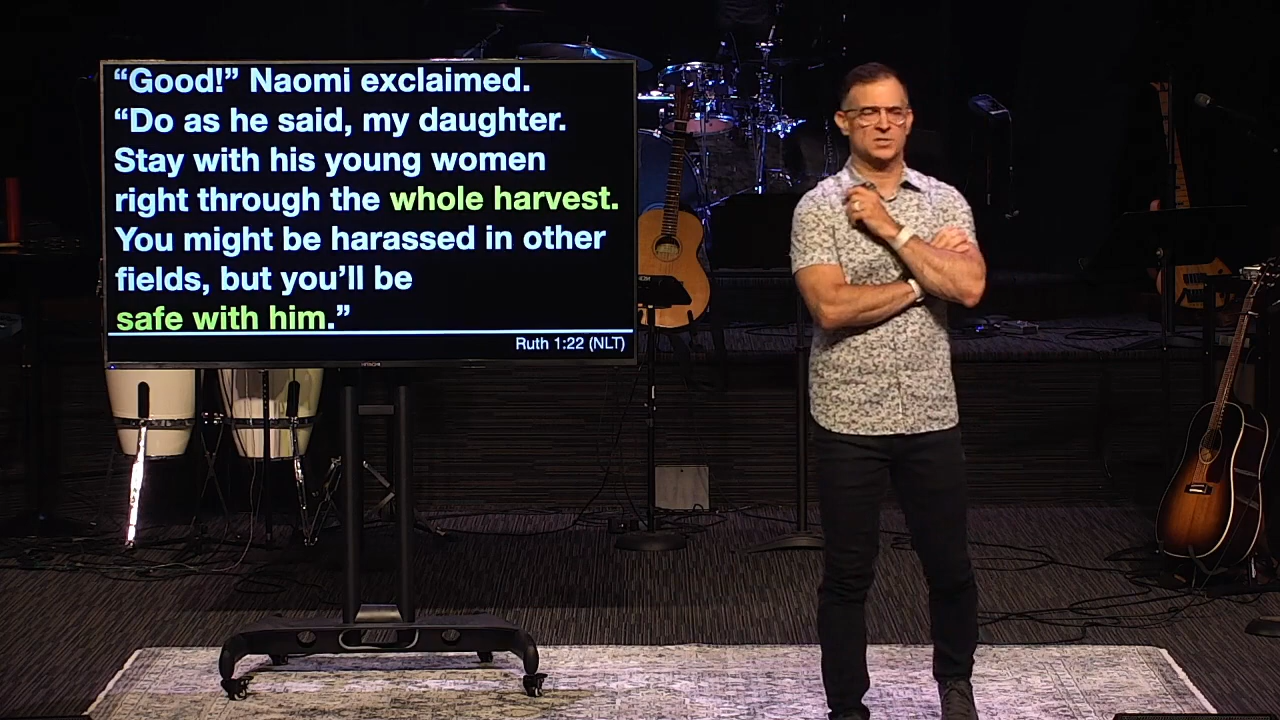 “Good!” Naomi exclaimed.
“Do as he said, my daughter.
Stay with his young women
right through the whole harvest.
You might be harassed in other
fields, but you’ll be
safe with him.”
Ruth 1:22 (NLT)
HITACHI